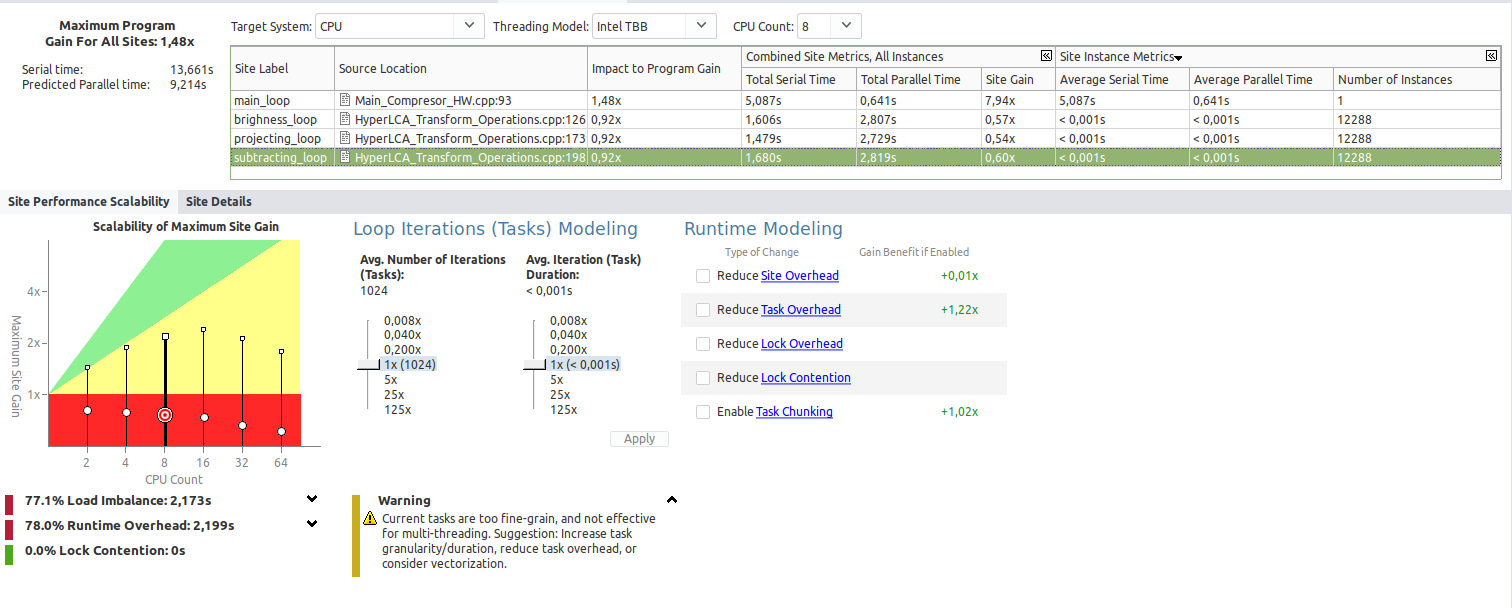 Maximum Program
Gain For All Sites: 1,48x
Serial time: 13,661s
Predicted Parallel time: 9,214s
Target System: CPU Threading Model: Intel TBB CPU Count: 8
Site Label Source Location Impact to Program Gain Combined Site Metrics, All Instances Site Instance Metrics
Total Serial Time Total Parallel Time Site Gain Average Serial Time Average Parallel Time Number of Instances
main_loop Main_Compresor_HW.cpp:93 1,48x 5,087s 0,641s 7,94x 5,087s 0,641s 1
brighness_loop HyperLCA_Transform_Operations.cpp:126 0,92x 1,606s 2,807s 0,57x < 0,001s < 0,001s 12288
projecting_loop HyperLCA_Transform_Operations.cpp:173 0,92x 1,479s 2,729s 0,54x < 0,001s < 0,001s 12288
subtracting_loop HyperLCA_Transform_Operations.cpp:198 0,92x 1,680s 2,819s 0,60x < 0,001s < 0,001s 12288
Site Performance Scalability Site Details
Scalability of Maximum Site Gain
Maximum Site Gain
4x
2x
1x
2 4 8 16 32 64
CPU Count
Loop Iterations (Tasks) Modeling
Avg. Number of Iterations
(Tasks):
1024
0,008x
0,040x
0,200x
1x (1024)
5x
25x
125x
Avg. Iteration (Task)
Duration:
< 0,001s
0,008x
0,040x
0,200x
1x (< 0,001s)
5x
25x
125x
Apply
Runtime Modeling
Type of Change Gain Benefit if Enabled
Reduce Site Overhead +0,01x
Reduce Task Overhead +1,22x
Reduce Lock Overhead
Reduce Lock Contention
Enable Task Chunking +1,02x
77.1% Load Imbalance: 2,173s
78.0% Runtime Overhead: 2,199s
0.0% Lock Contention: 0s
Warning
Current tasks are too fine-grain, and not effective
for multi-threading. Suggestion: Increase task
granularity/duration, reduce task overhead, or
consider vectorization.